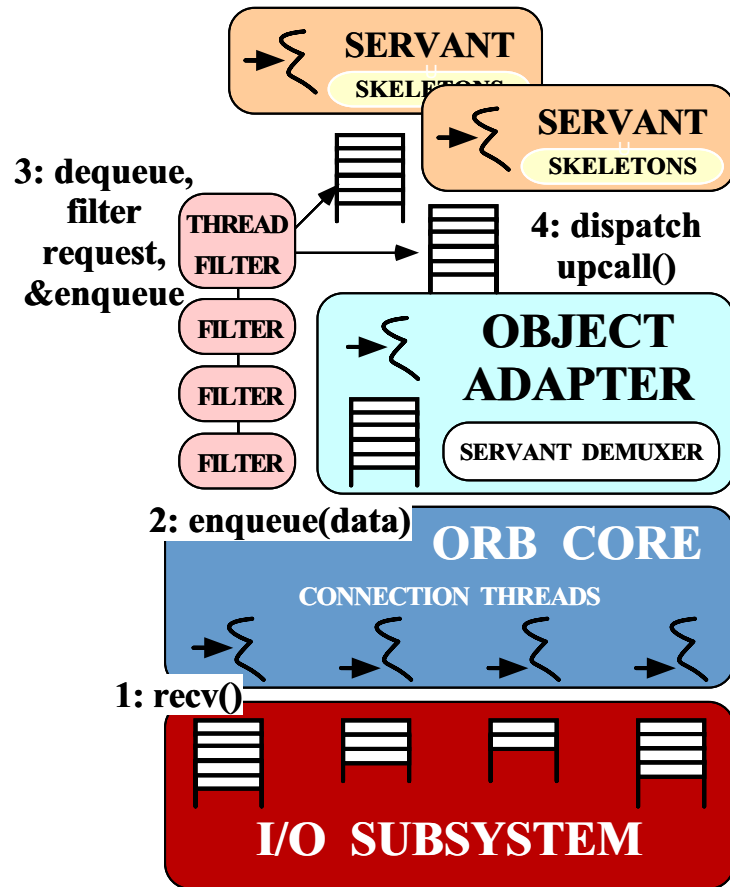 SERVANT
SKELETONS
SERVANT
SKELETONS
3: dequeue,
filter
request,
&enqueue
THREAD
FILTER
FILTER
FILTER
FILTER
4: dispatch
upcall()
OBJECT
ADAPTER
SERVANT DEMUXER
2: enqueue(data)
ORB CORE
CONNECTION THREADS
1: recv()
I/O SUBSYSTEM